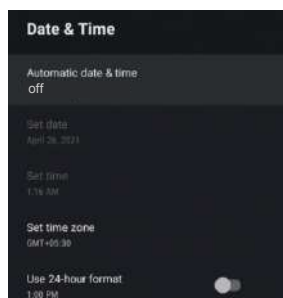 Date & Time
Automatic date & time
off
Set date
April 26, 2021
Set time
1:16 AM
Set time zone
GMT+05:30
Use 24-hour format
1:00 PM